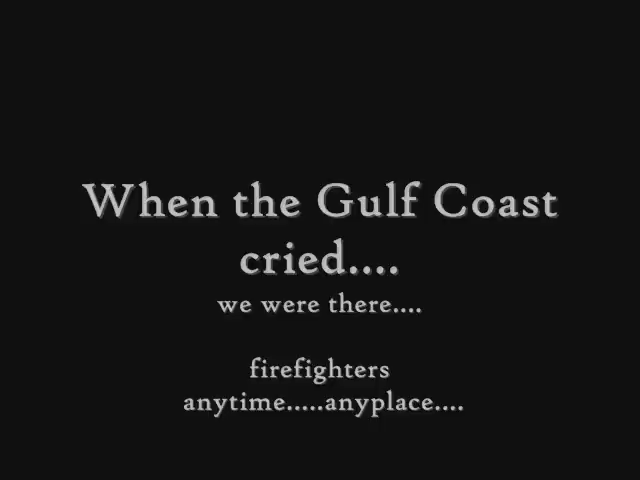 When the Gulf Coast
cried....
we were there....
firefighters
anytime.....anyplace....